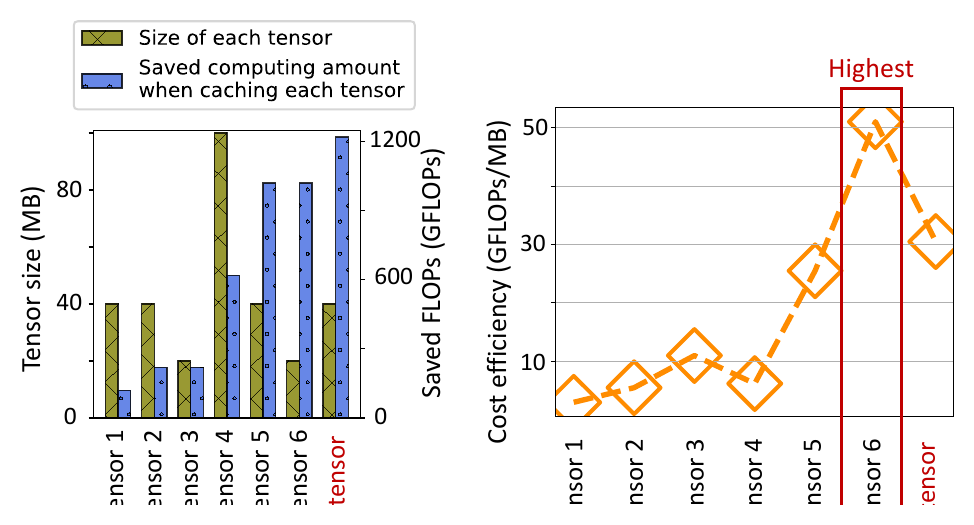 Size of each tensor
Saved computing amount
when caching each tensor
Tensor size (MB)
80
40
0
1200
600
0
Saved FLOPs (GFLOPs)
ensor 1
ensor 2
ensor 3
ensor 4
ensor 5
ensor 6
tensor
Highest
Cost efficiency (GFLOPs/MB)
50
30
10
nsor 1
nsor 2
nsor 3
nsor 4
nsor 5
nsor 6
tensor